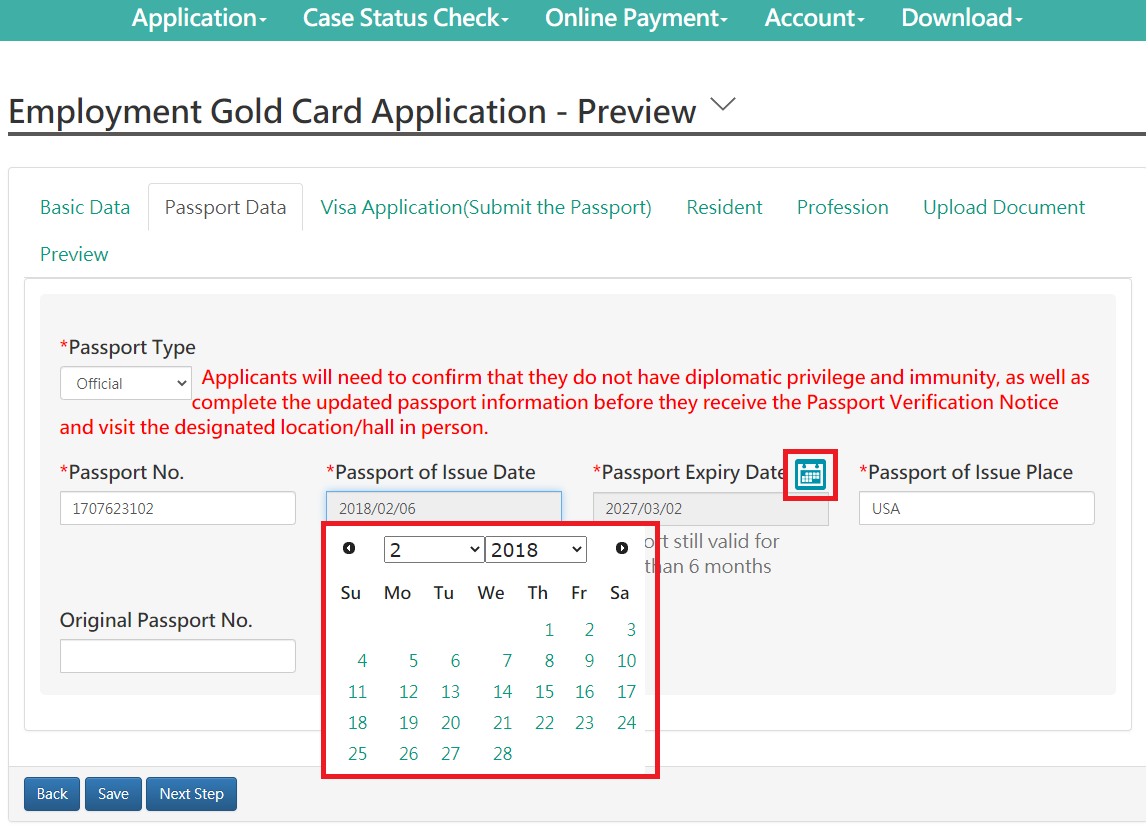 Application Case Status Check Online Payment Account Download
Employment Gold Card Application - Preview
Basic Data Passport Data Visa Application(Submit the Passport) Resident Profession Upload Document
Preview
*Passport Type
Official Applicants will need to confirm that they do not have diplomatic privilege and immunity, as well as
complete the updated passport information before they receive the Passport Verification Notice
and visit the designated location/hall in person.
*Passport No. *Passport of Issue Date *Passport Expiry Date *Passport of Issue Place
1707623102 2018/02/06 2027/03/02 USA
still valid for
than 6 months
2 2018
Su Mo Tu We Th Fr Sa
1 2 3
4 5 6 7 8 9 10
11 12 13 14 15 16 17
18 19 20 21 22 23 24
25 26 27 28
Original Passport No.
Back Save Next Step